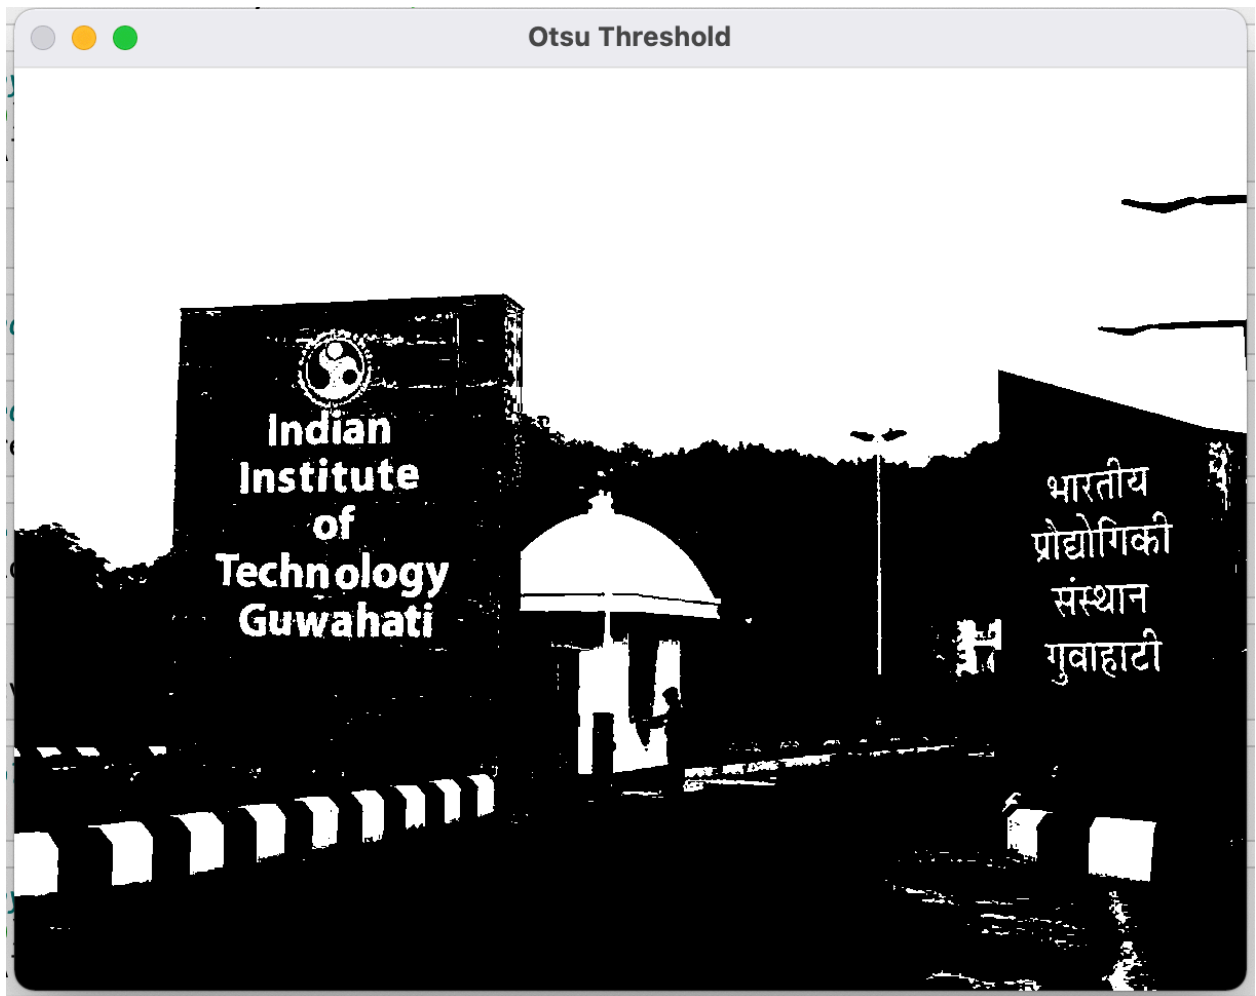 Otsu Threshold
Indian
Institute
of
Technology
Guwahati
भारतीय
प्रौद्योगिकी
संस्थान
गुवाहाटी